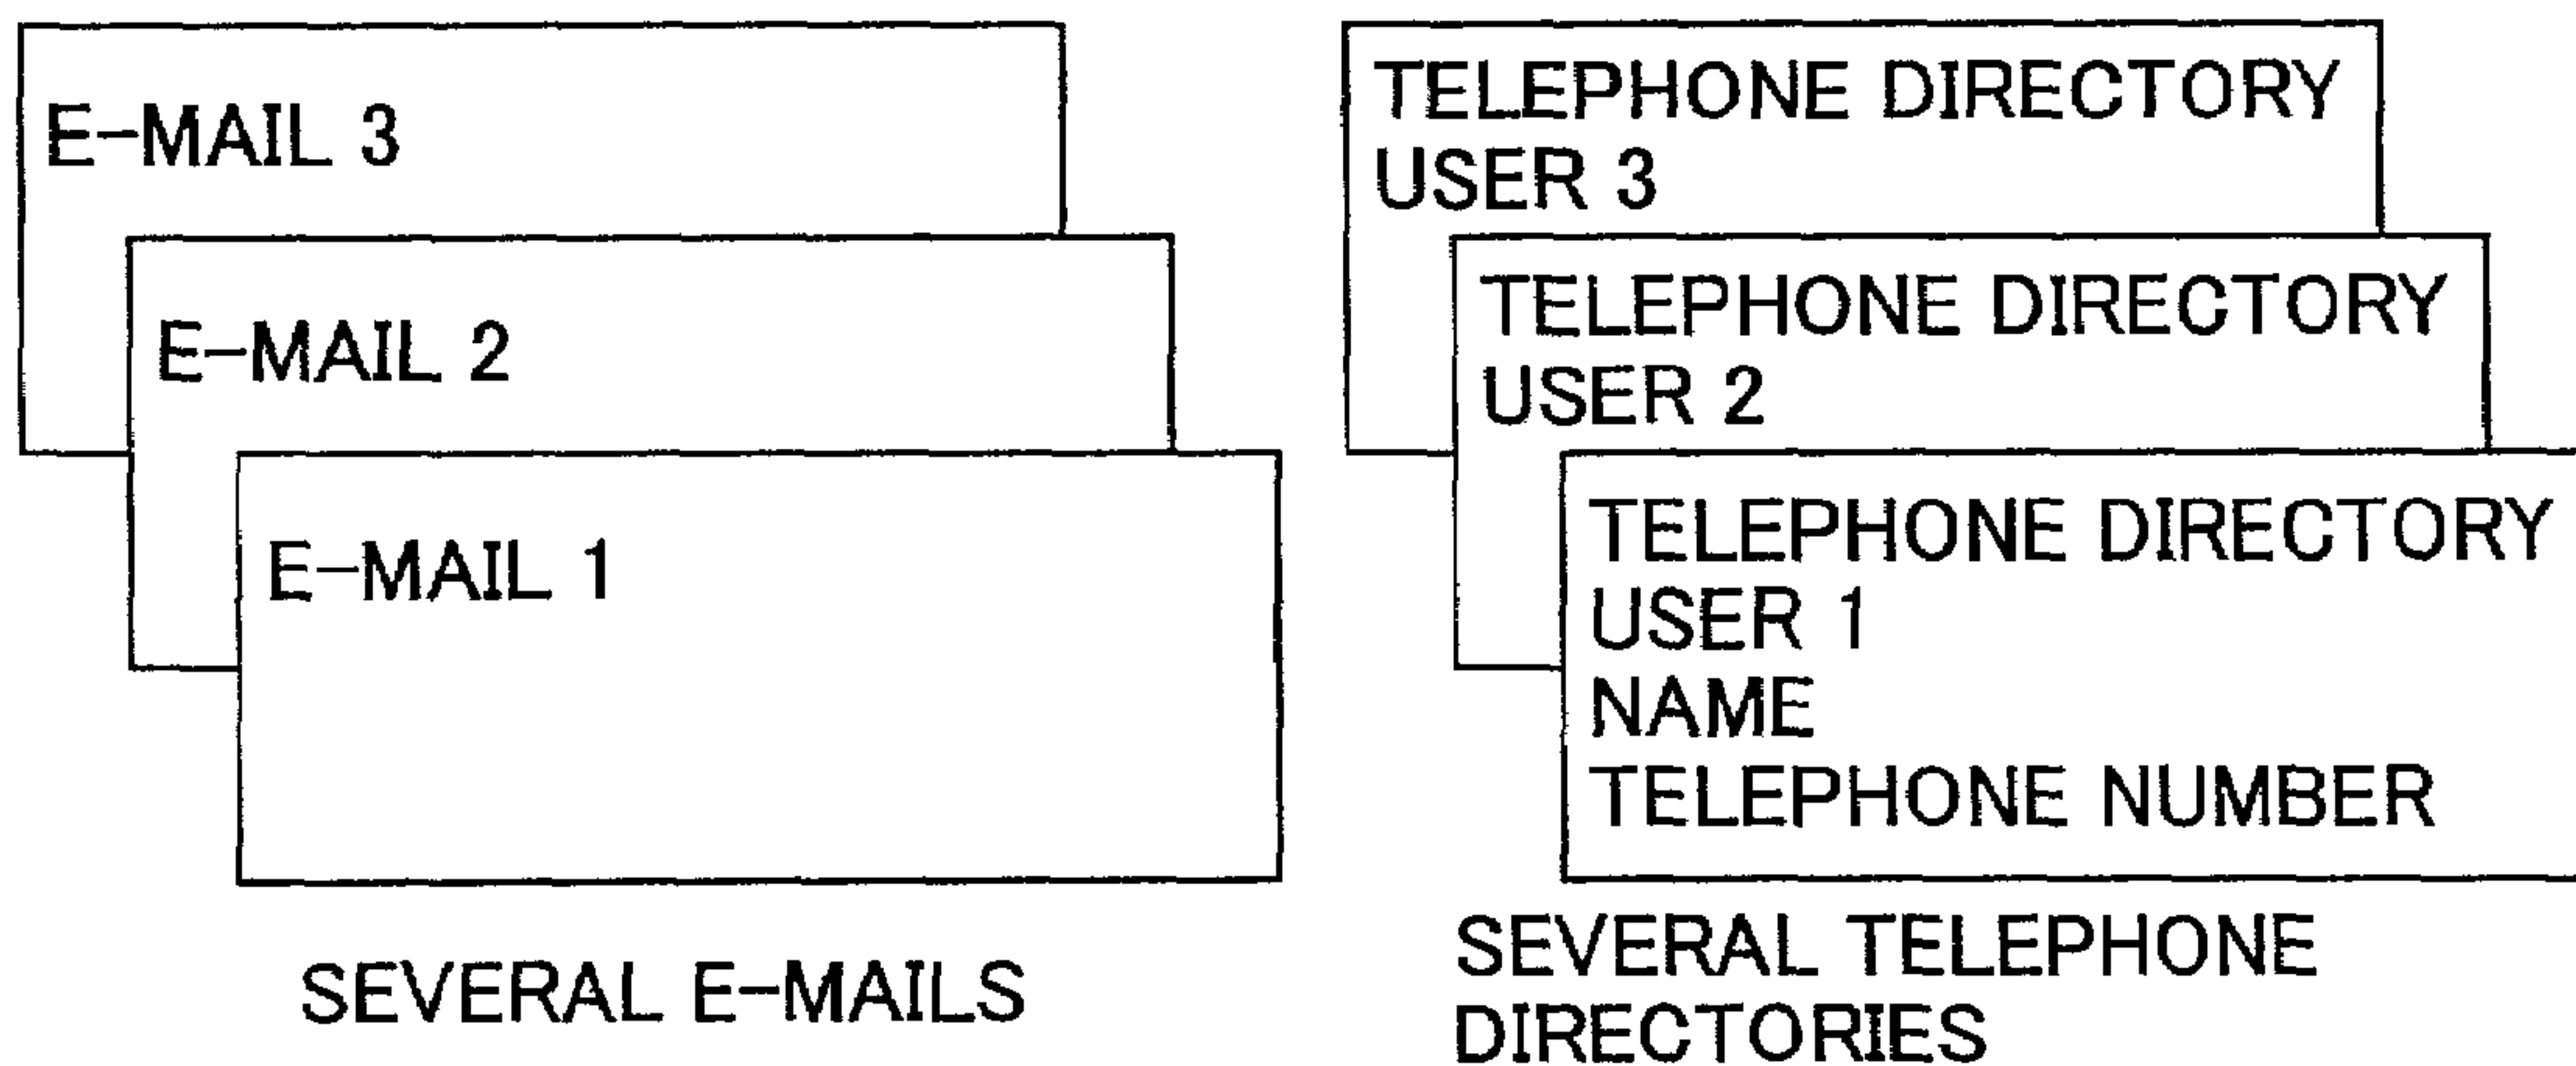 E-MAIL 3
E-MAIL 2
E-MAIL 1
SEVERAL E-MAILS
TELEPHONE DIRECTORY
USER 3
TELEPHONE DIRECTORY
USER 2
TELEPHONE DIRECTORY
USER 1
NAME
TELEPHONE NUMBER
SEVERAL TELEPHONE
DIRECTORIES